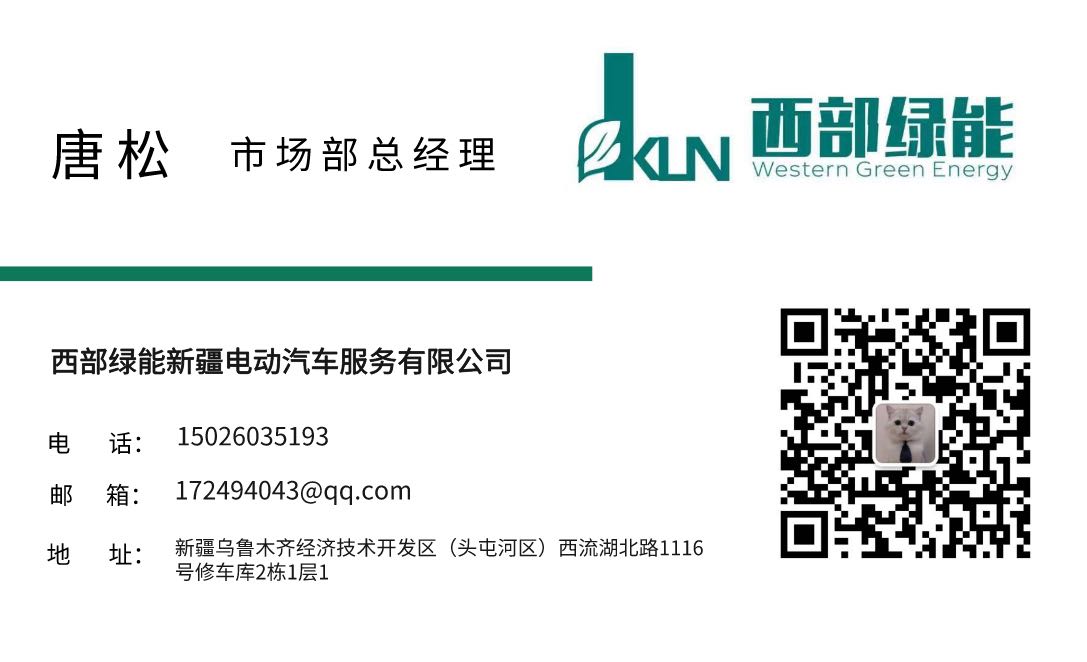 唐松 市场部总经理
KLN 西部绿能
Western Green Energy
西部绿能新疆电动汽车服务有限公司
电 话： 15026035193
邮 箱： 172494043@qq.com
地 址： 新疆乌鲁木齐经济技术开发区（头屯河区）西流湖北路1116
号修车库2栋1层1